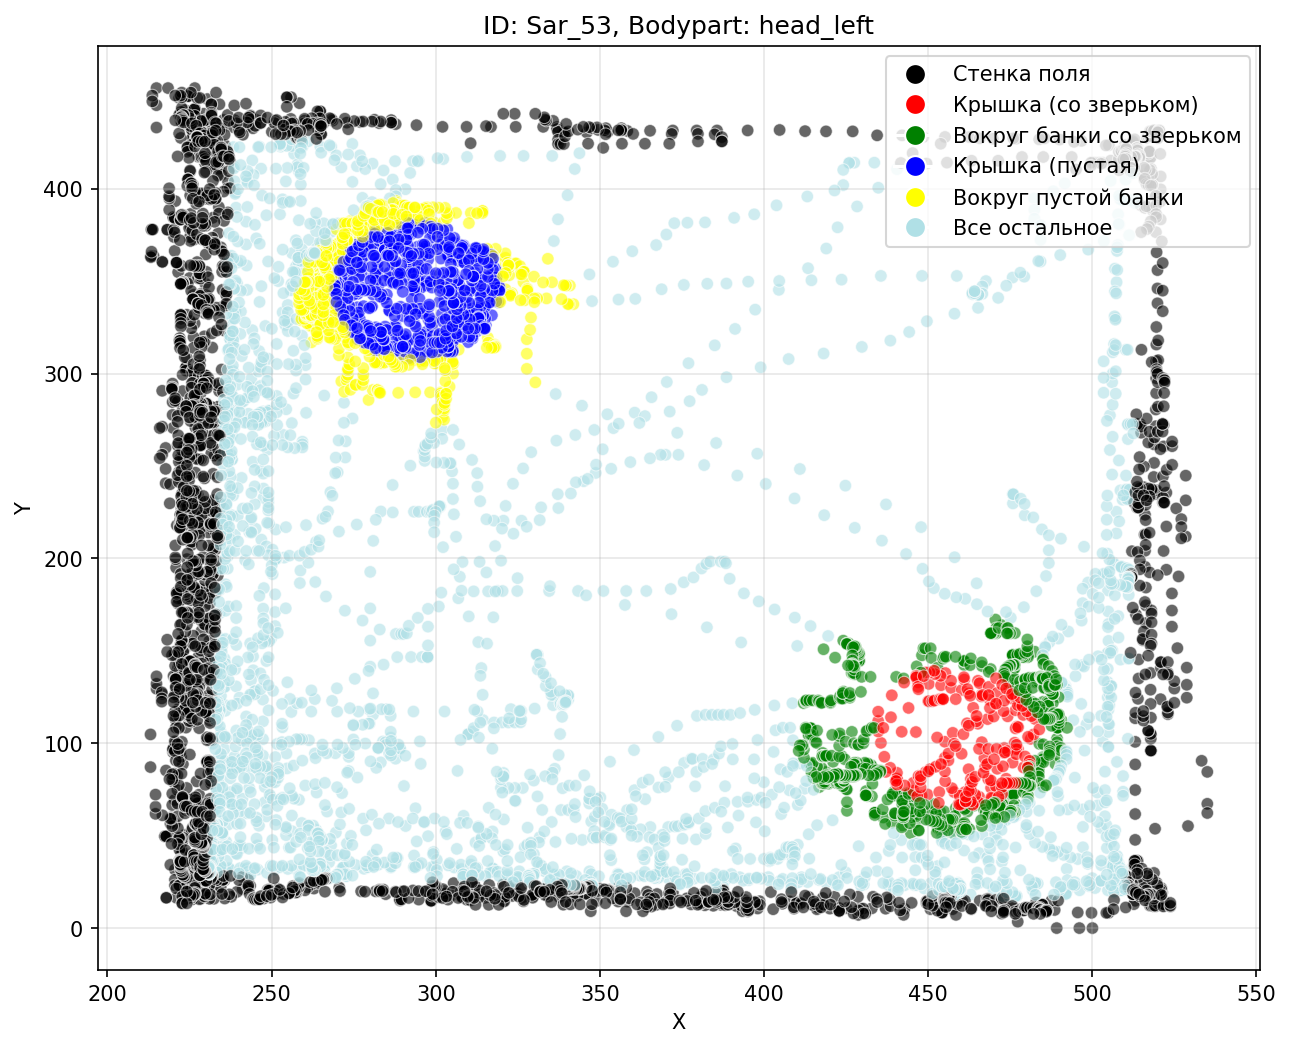 ID: Sar_53, Bodypart: head_left
Стенка поля
Крышка (со зверьком)
Вокруг банки со зверьком
Крышка (пустая)
Вокруг пустой банки
Все остальное
Y
400
300
200
100
0
200 250 300 350 400 450 500 550
X